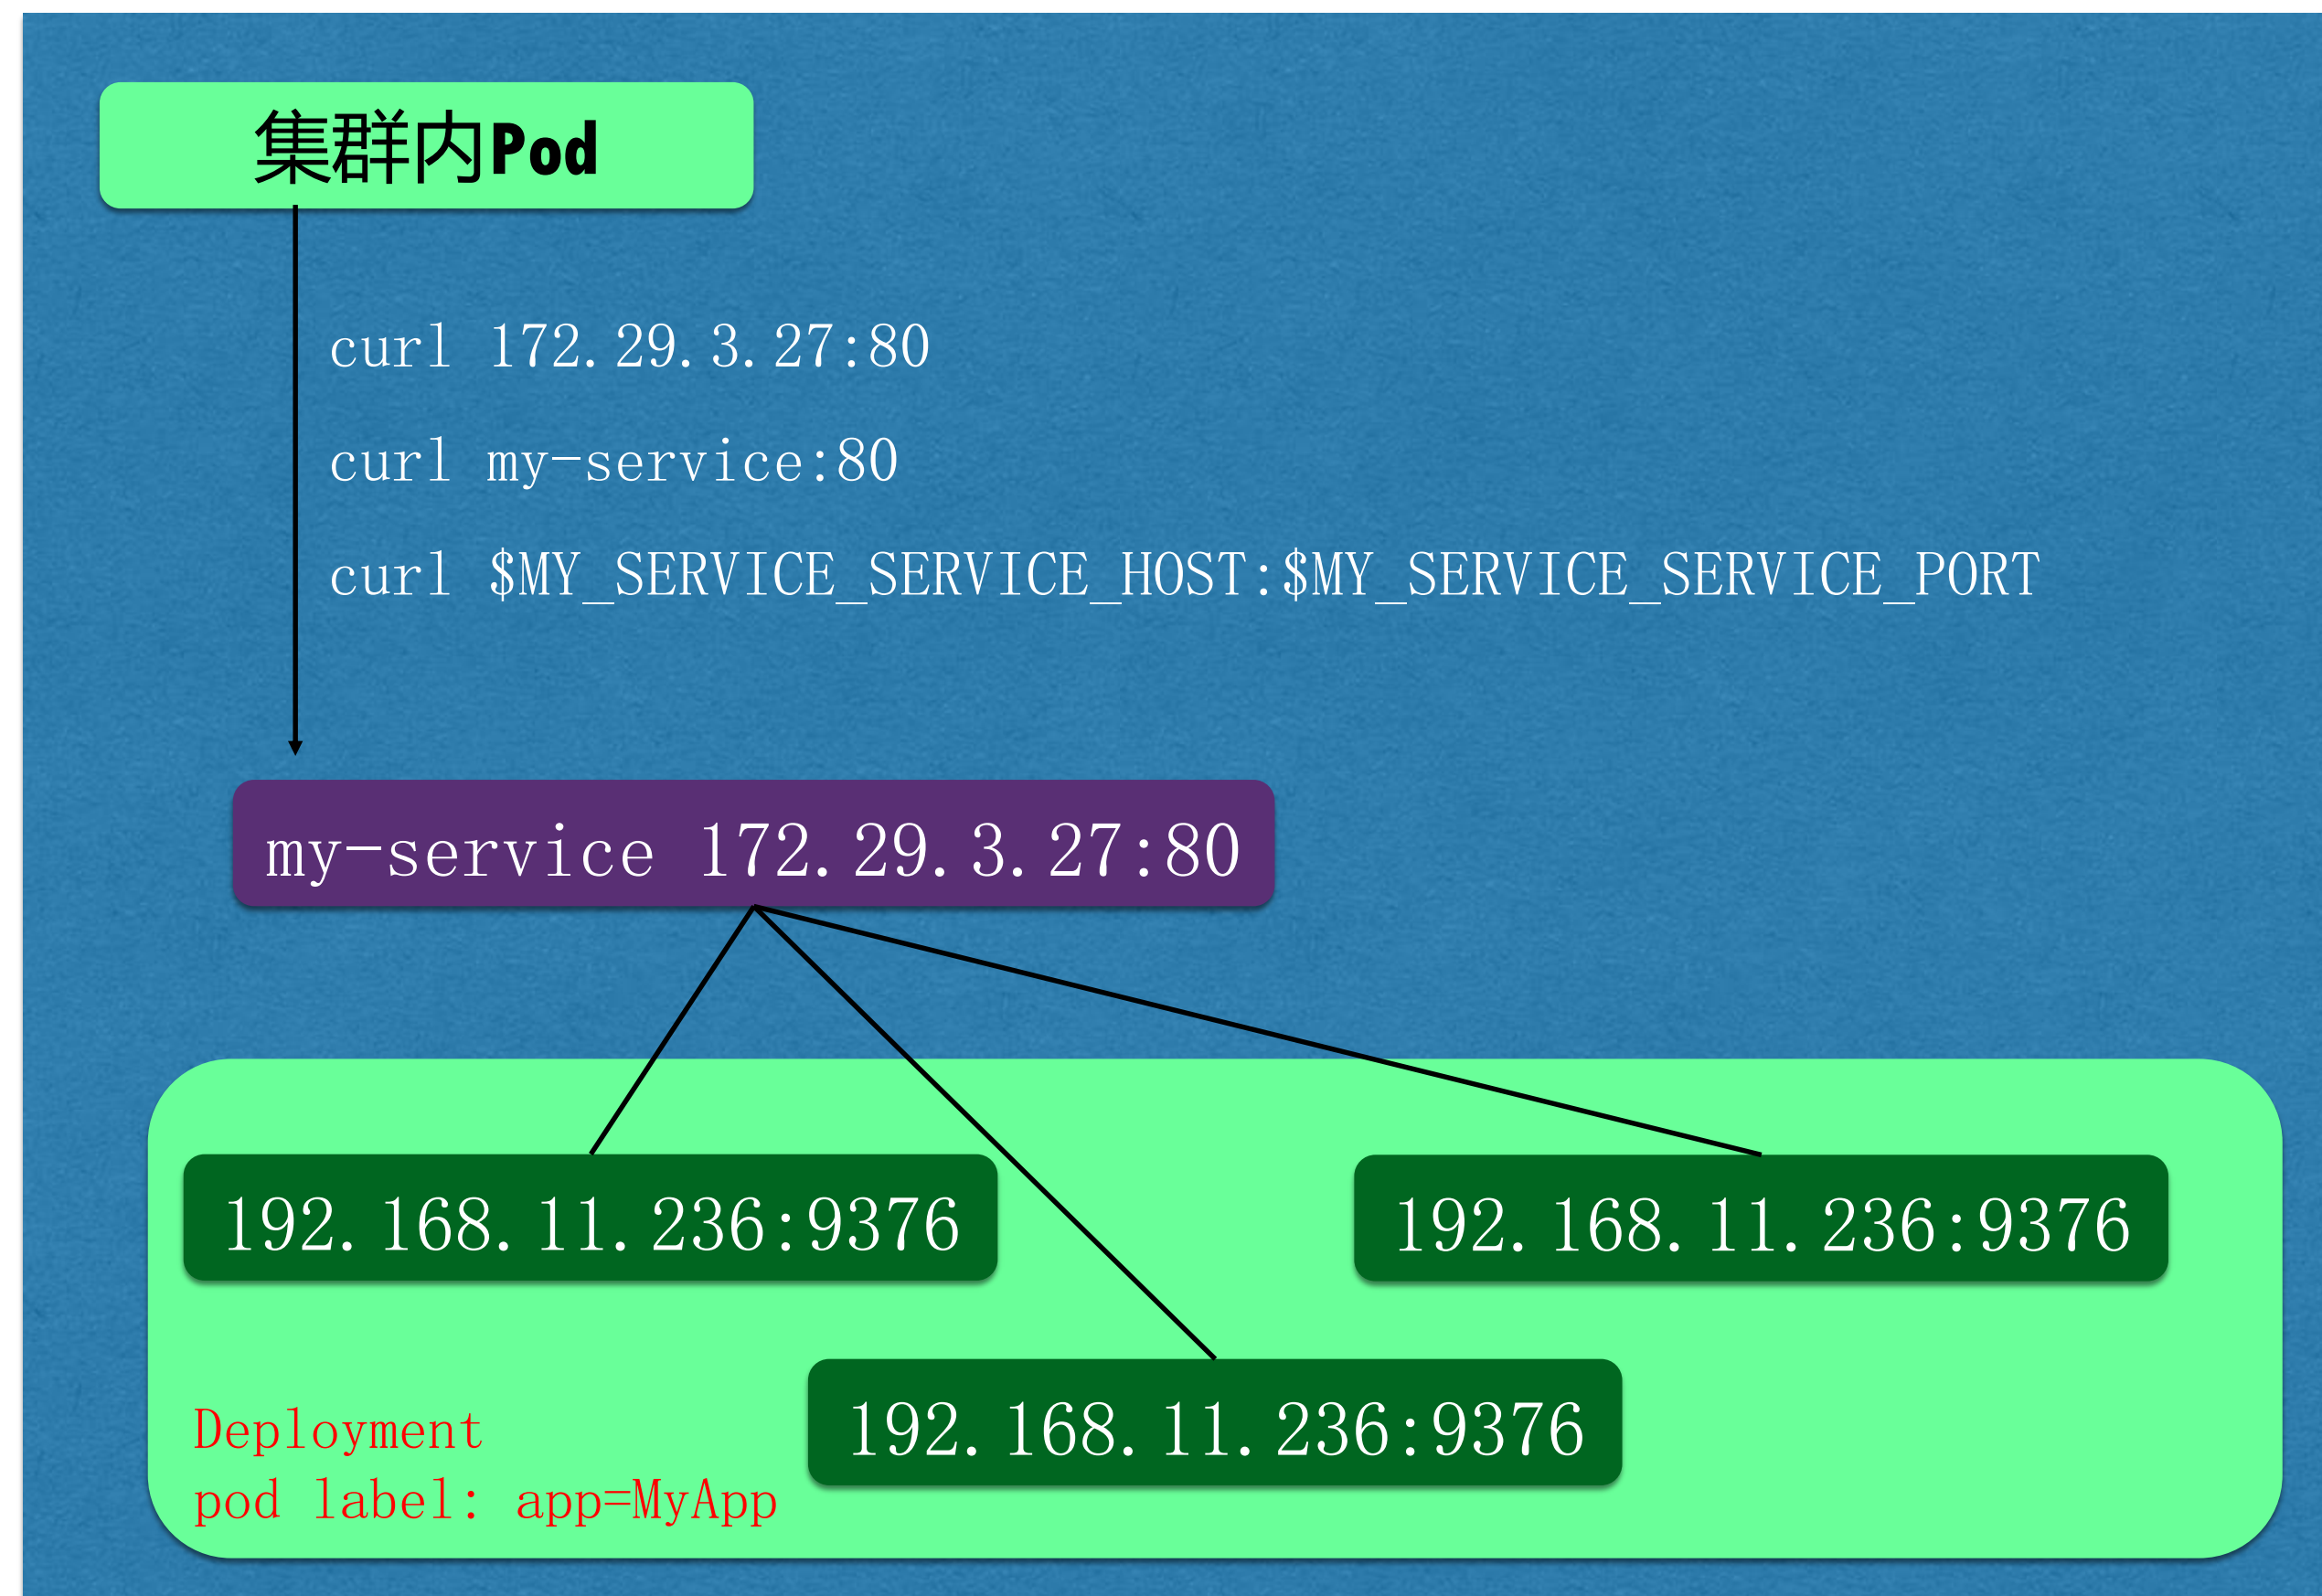 集群内Pod
curl 172.29.3.27:80
curl my-service:80
curl $MY_SERVICE_SERVICE_HOST:$MY_SERVICE_SERVICE_PORT
my-service 172.29.3.27:80
192.168.11.236:9376
192.168.11.236:9376
192.168.11.236:9376
Deployment
pod label: app=MyApp